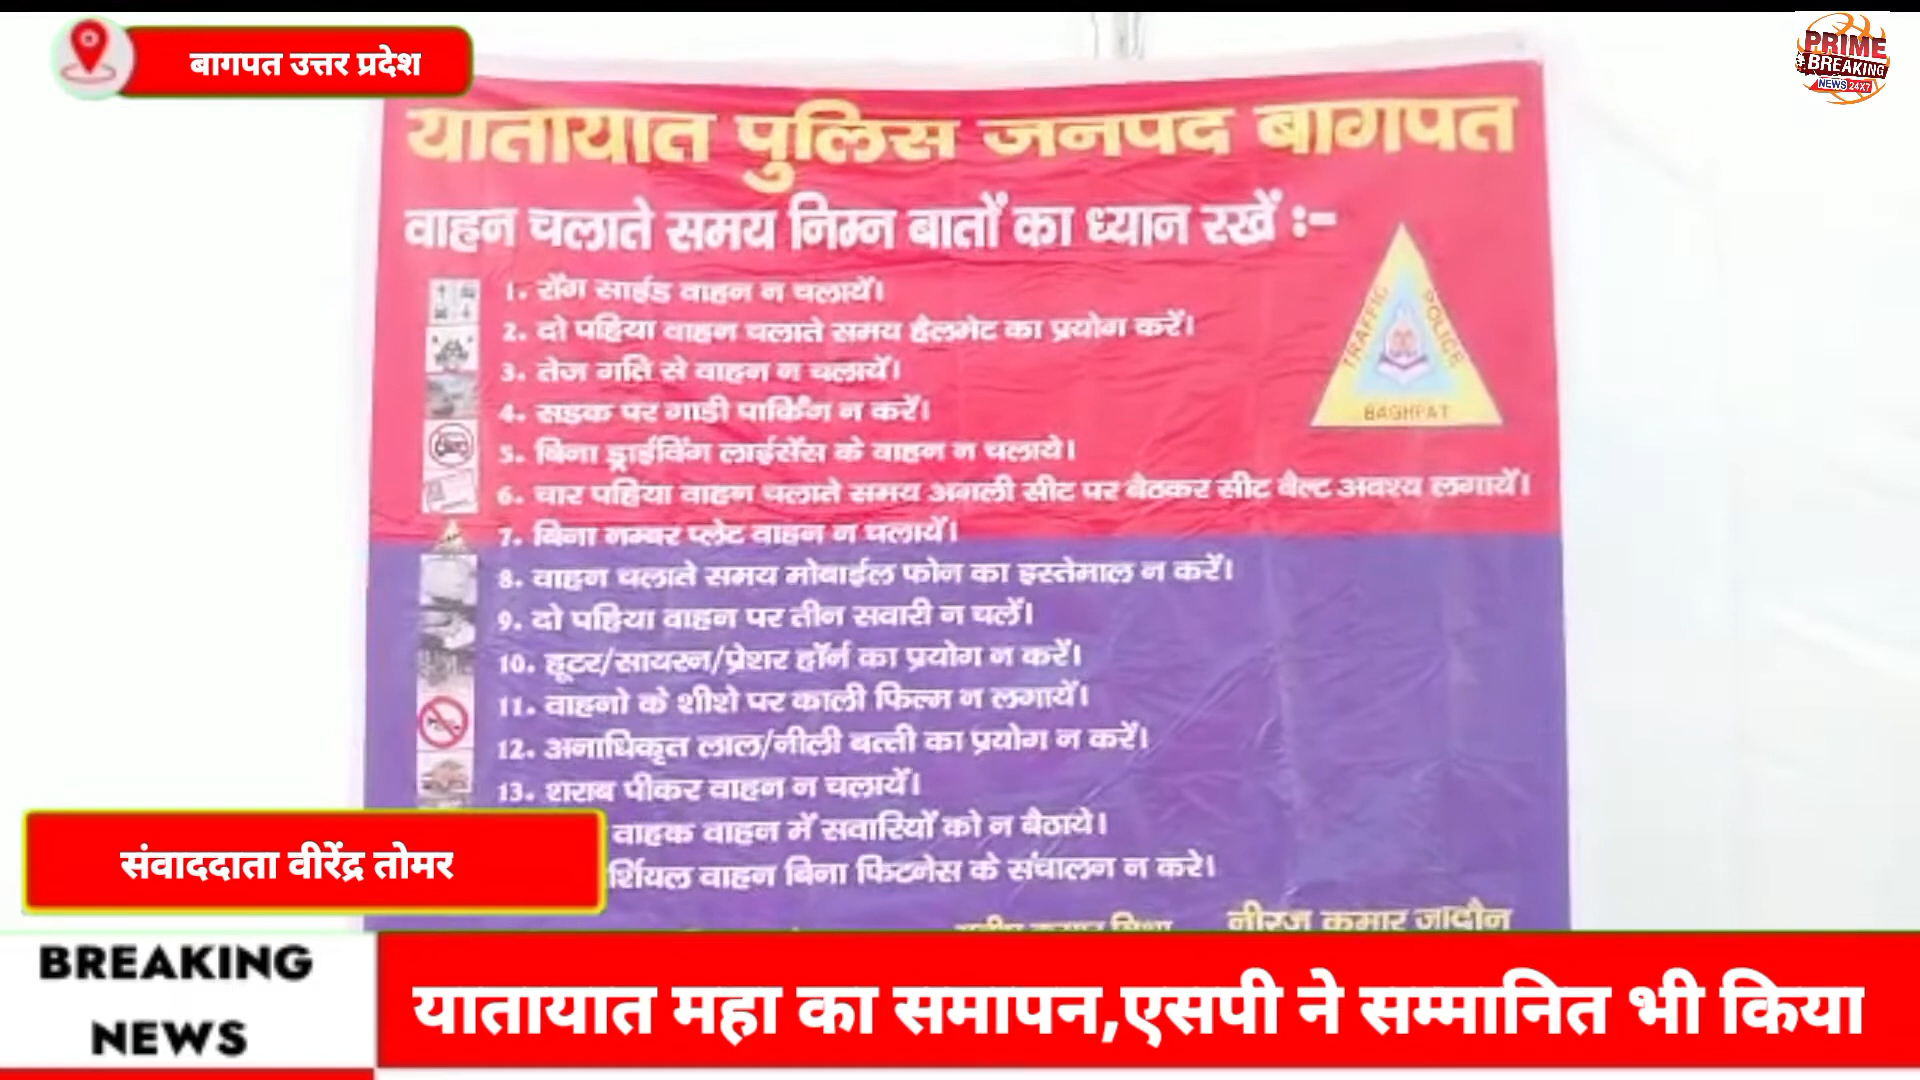 बागपत उत्तर प्रदेश
PRIME
BREAKING
NEWS 24X7
यातायात पुलिस जनपद बागपत
वाहन चलाते समय निम्न बातों का ध्यान रखें :-
1. रोंग साईड वाहन न चलायें।
2. दो पहिया वाहन चलाते समय हैलमेट का प्रयोग करें।
3. तेज गति से वाहन न चलायें।
4. सड़क पर गाडी पार्किंग न करें।
5. बिना ड्राईविंग लाईसेंस के वाहन न चलाये।
6. चार पहिया वाहन चलाते समय अगली सीट पर बैठकर सीट बैल्ट अवश्य लगायें।
7. बिना नम्बर प्लेट वाहन न चलायें।
8. वाहन चलाते समय मोबाईल फोन का इस्तेमाल न करें।
9. दो पहिया वाहन पर तीन सवारी न चलें।
10. हूटर/सायरन/प्रेशर हॉर्न का प्रयोग न करें।
11. वाहनो के शीशे पर काली फिल्म न लगायें।
12. अनाधिकृत लाल/नीली बत्ती का प्रयोग न करें।
13. शराब पीकर वाहन न चलायें।
वाहक वाहन में सवारियों को न बैठाये।
र्शियल वाहन बिना फिटनेस के संचालन न करे।
TRAFFIC POLICE
BAGHPAT
नीरज कुमार जादौन
संवाददाता वीरेंद्र तोमर
BREAKING
NEWS
यातायात महा का समापन,एसपी ने सम्मानित भी किया